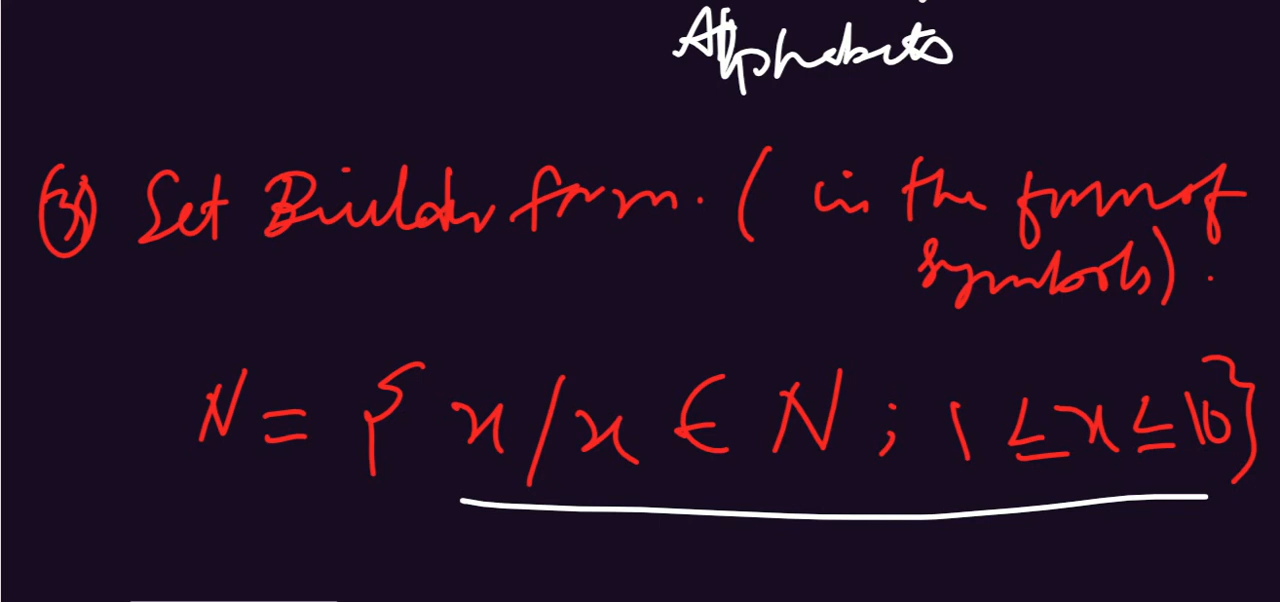 Alphabets
(3) Set Builder form. ( in the form of
symbols).
N = { x/x ∈ N ; 1 ≤ x ≤ 10}